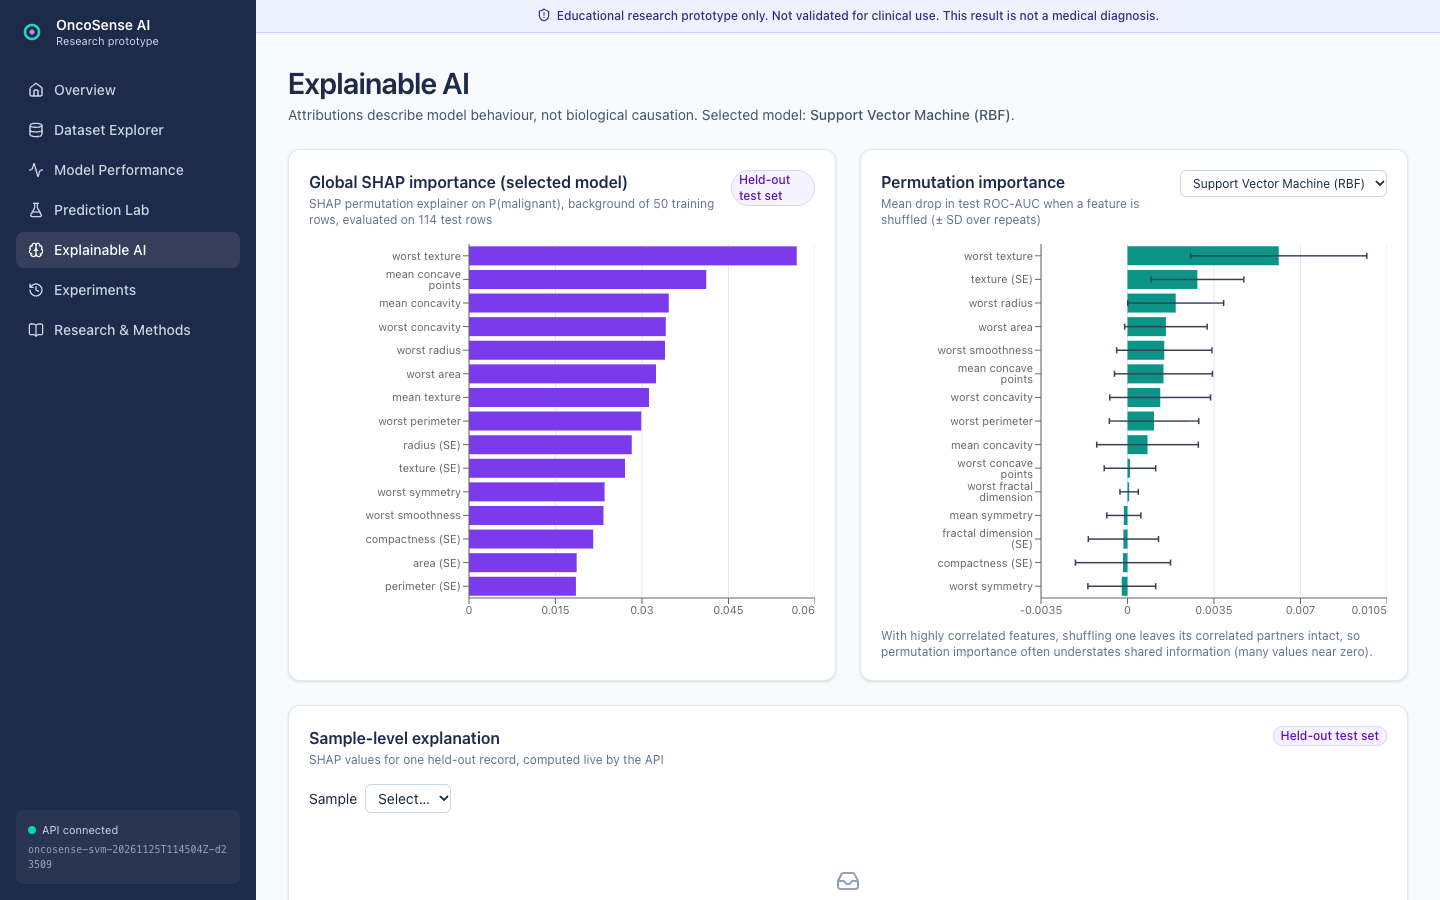 OncoSense AI
Research prototype
Overview
Dataset Explorer
Model Performance
Prediction Lab
Explainable AI
Experiments
Research & Methods
API connected
oncosense-svm-20261125T114504Z-d2
3509
Educational research prototype only. Not validated for clinical use. This result is not a medical diagnosis.
Explainable AI
Attributions describe model behaviour, not biological causation. Selected model: Support Vector Machine (RBF).
Global SHAP importance (selected model)
SHAP permutation explainer on P(malignant), background of 50 training
rows, evaluated on 114 test rows
Held-out
test set
worst texture
mean concave
points
mean concavity
worst concavity
worst radius
worst area
mean texture
worst perimeter
radius (SE)
texture (SE)
worst symmetry
worst smoothness
compactness (SE)
area (SE)
perimeter (SE)
0 0.015 0.03 0.045 0.06
Permutation importance
Mean drop in test ROC-AUC when a feature is
shuffled (± SD over repeats)
Support Vector Machine (RBF)
worst texture
texture (SE)
worst radius
worst area
worst smoothness
mean concave
points
worst concavity
worst perimeter
mean concavity
worst concave
points
worst fractal
dimension
mean symmetry
fractal dimension
(SE)
compactness (SE)
worst symmetry
-0.0035 0 0.0035 0.007 0.0105
With highly correlated features, shuffling one leaves its correlated partners intact, so
permutation importance often understates shared information (many values near zero).
Sample-level explanation
SHAP values for one held-out record, computed live by the API
Held-out test set
Sample Select...